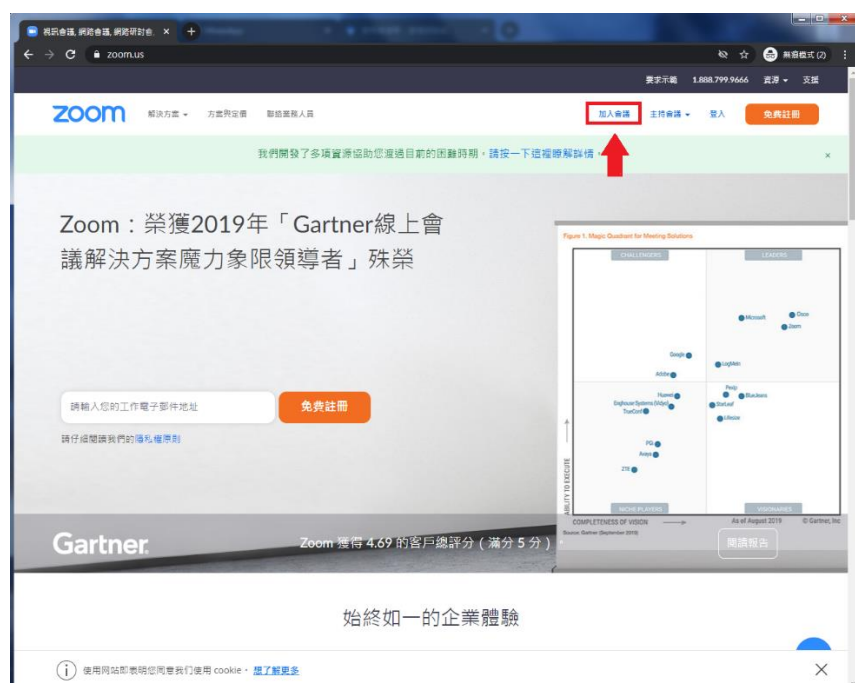 視訊會議, 網路會議, 網路研討會
zoom.us
無痕模式 (2)
要求示範 1.888.799.9666 資源 支援
zoom 解決方案 方案與定價 聯絡業務人員 加入會議 主持會議 登入 免費註冊
我們開發了多項資源協助您渡過目前的困難時期，請按一下這裡瞭解詳情。
Zoom：榮獲2019年「Gartner線上會
議解決方案魔力象限領導者」殊榮
請輸入您的工作電子郵件地址 免費註冊
請仔細閱讀我們的隱私權原則
Figure 1. Magic Quadrant for Meeting Solutions
CHALLENGERS LEADERS
Microsoft Cisco
Zoom
Google
LogMeIn
Adobe
Huawei Pexip BlueJeans
Enghouse Systems (Vidyo) StarLeaf
TrueConf
Lifesize
PGi
Avaya
ZTE
ABILITY TO EXECUTE
NICHE PLAYERS VISIONARIES
COMPLETENESS OF VISION As of August 2019 © Gartner, Inc
Source: Gartner (September 2019)
Gartner Zoom 獲得 4.69 的客戶總評分 ( 滿分 5 分 )。 閱讀報告
始終如一的企業體驗
使用网站即表明您同意我们使用 cookie。 想了解更多